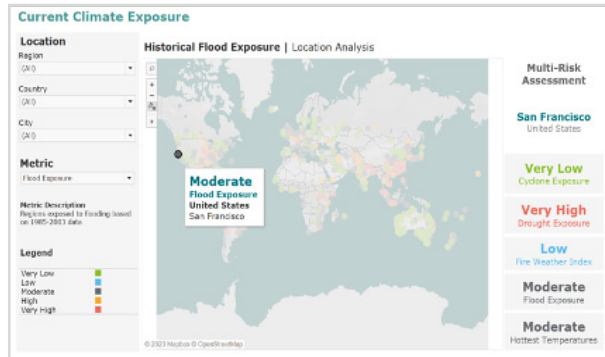 Current Climate Exposure
Location
Region
(All)
Country
(All)
City
(All)
Metric
Flood Exposure
Metric Description
Regions exposed to flooding based
on 1985-2003 data.
Legend
Very Low
Low
Moderate
High
Very High
Historical Flood Exposure | Location Analysis
Moderate
Flood Exposure
United States
San Francisco
© 2023 Mapbox © OpenStreetMap
Multi-Risk
Assessment
San Francisco
United States
Very Low
Cyclone Exposure
Very High
Drought Exposure
Low
Fire Weather Index
Moderate
Flood Exposure
Moderate
Hottest Temperatures